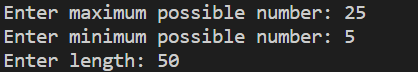 Enter maximum possible number: 25
Enter minimum possible number: 5
Enter length: 50